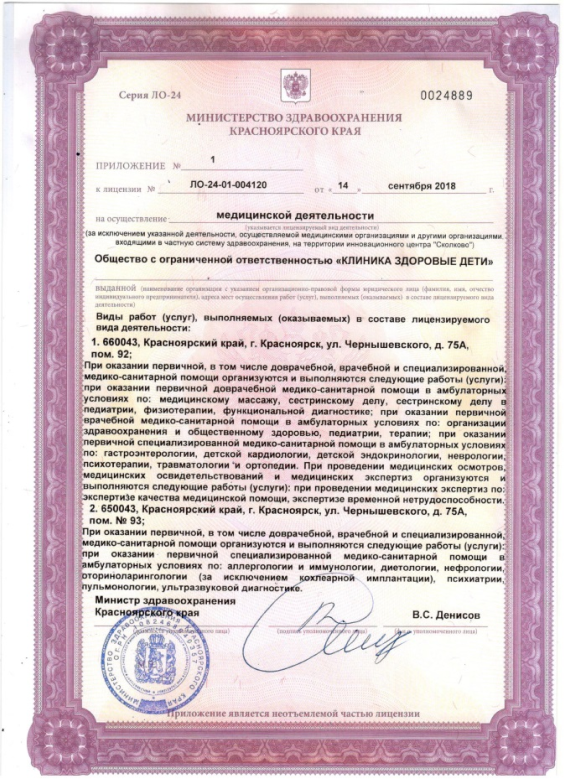 Серия ЛО-24
0024889
МИНИСТЕРСТВО ЗДРАВООХРАНЕНИЯ
КРАСНОЯРСКОГО КРАЯ
ПРИЛОЖЕНИЕ № 1
к лицензии № ЛО-24-01-004120 от « 14 » сентября 2018 г.
на осуществление медицинской деятельности
(указывается лицензируемый вид деятельности)
(за исключением указанной деятельности, осуществляемой медицинскими организациями и другими организациями,
входящими в частную систему здравоохранения, на территории инновационного центра "Сколково")
Общество с ограниченной ответственностью «КЛИНИКА ЗДОРОВЫЕ ДЕТИ»
ВЫДАННОЙ (наименование организации с указанием организационно-правовой формы юридического лица (фамилия, имя, отчество
индивидуального предпринимателя), адреса мест осуществления работ (услуг), выполняемых (оказываемых) в составе лицензируемого вида
деятельности)
Виды работ (услуг), выполняемых (оказываемых) в составе лицензируемого
вида деятельности:
1. 660043, Красноярский край, г. Красноярск, ул. Чернышевского, д. 75А,
пом. 92;
При оказании первичной, в том числе доврачебной, врачебной и специализированной,
медико-санитарной помощи организуются и выполняются следующие работы (услуги):
при оказании первичной доврачебной медико-санитарной помощи в амбулаторных
условиях по: медицинскому массажу, сестринскому делу, сестринскому делу в
педиатрии, физиотерапии, функциональной диагностике; при оказании первичной
врачебной медико-санитарной помощи в амбулаторных условиях по: организации
здравоохранения и общественному здоровью, педиатрии, терапии; при оказании
первичной специализированной медико-санитарной помощи в амбулаторных условиях
по: гастроэнтерологии, детской кардиологии, детской эндокринологии, неврологии,
психотерапии, травматологии и ортопедии. При проведении медицинских осмотров,
медицинских освидетельствований и медицинских экспертиз организуются и
выполняются следующие работы (услуги): при проведении медицинских экспертиз по:
экспертизе качества медицинской помощи, экспертизе временной нетрудоспособности.
2. 650043, Красноярский край, г. Красноярск, ул. Чернышевского, д. 75А,
пом. № 93;
При оказании первичной, в том числе доврачебной, врачебной и специализированной,
медико-санитарной помощи организуются и выполняются следующие работы (услуги):
при оказании первичной специализированной медико-санитарной помощи в
амбулаторных условиях по: аллергологии и иммунологии, диетологии, нефрологии,
оториноларингологии (за исключением кохлеарной имплантации), психиатрии,
пульмонологии, ультразвуковой диагностике.
Министр здравоохранения
Красноярского края
В.С. Денисов
(подпись уполномоченного лица)
МИНИСТЕРСТВО ЗДРАВООХРАНЕНИЯ КРАСНОЯРСКОГО КРАЯ
Приложение является неотъемлемой частью лицензии